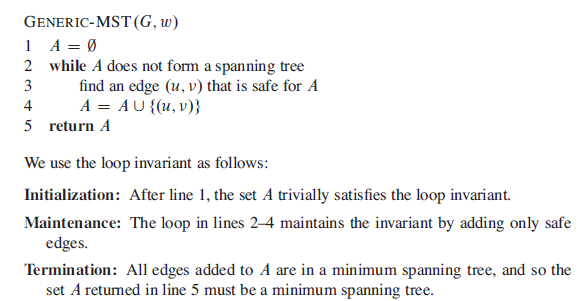 GENERIC-MST(G, w)
1 A = ∅
2 while A does not form a spanning tree
3 find an edge (u, v) that is safe for A
4 A = A ∪ {(u, v)}
5 return A
We use the loop invariant as follows:
Initialization: After line 1, the set A trivially satisfies the loop invariant.
Maintenance: The loop in lines 2–4 maintains the invariant by adding only safe
edges.
Termination: All edges added to A are in a minimum spanning tree, and so the
set A returned in line 5 must be a minimum spanning tree.